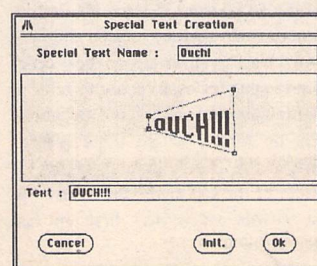 Special Text Creation
Special Text Name : Ouch!
OUCH!!!
Text : OUCH!!!
Cancel Init. Ok